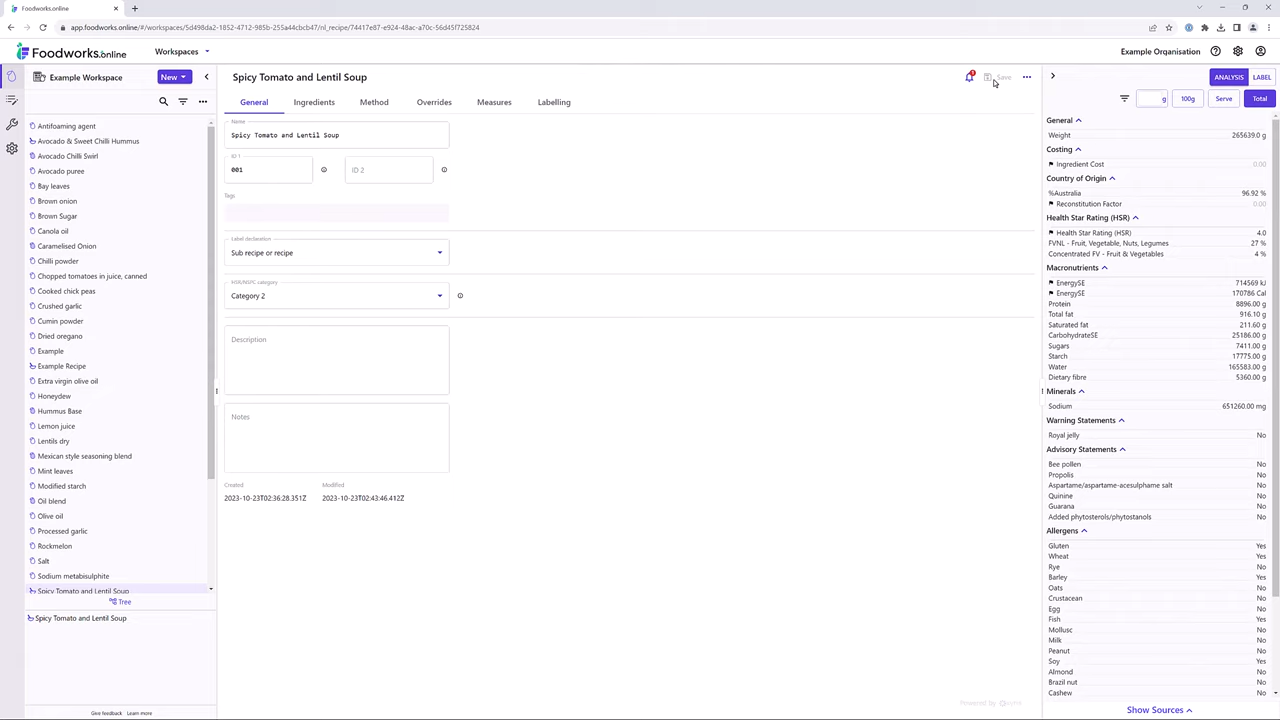 Foodworks.online
app.foodworks.online/#/workspaces/5d498da2-1852-4712-985b-255a44cbcb47/nl_recipe/74417e87-e924-48ac-a70c-56d45f725824
Foodworks.online
Workspaces
Example Organisation
Example Workspace
New
Antifoaming agent
Avocado & Sweet Chilli Hummus
Avocado Chilli Swirl
Avocado puree
Bay leaves
Brown onion
Brown Sugar
Canola oil
Caramelised Onion
Chilli powder
Chopped tomatoes in juice, canned
Cooked chick peas
Crushed garlic
Cumin powder
Dried oregano
Example
Example Recipe
Extra virgin olive oil
Honeydew
Hummus Base
Lemon juice
Lentils dry
Mexican style seasoning blend
Mint leaves
Modified starch
Oil blend
Olive oil
Processed garlic
Rockmelon
Salt
Sodium metabisulphite
Spicy Tomato and Lentil Soup
Tree
Spicy Tomato and Lentil Soup
Give feedback Learn more
Spicy Tomato and Lentil Soup
Save
General Ingredients Method Overrides Measures Labelling
Name
Spicy Tomato and Lentil Soup
ID 1
001
ID 2
Tags
Label declaration
Sub recipe or recipe
HSR/NSPC category
Category 2
Description
Notes
Created Modified
2023-10-23T02:36:28.351Z 2023-10-23T02:43:46.412Z
Powered by
ANALYSIS LABEL
g 100g Serve Total
General
Weight 265639.0 g
Costing
Ingredient Cost 0.00
Country of Origin
%Australia 96.92 %
Reconstitution Factor 0.00
Health Star Rating (HSR)
Health Star Rating (HSR) 4.0
FVNL - Fruit, Vegetable, Nuts, Legumes 27 %
Concentrated FV - Fruit & Vegetables 4 %
Macronutrients
EnergySE 714569 kJ
EnergySE 170786 Cal
Protein 8896.00 g
Total fat 916.10 g
Saturated fat 211.60 g
CarbohydrateSE 25186.00 g
Sugars 7411.00 g
Starch 17775.00 g
Water 165583.00 g
Dietary fibre 5360.00 g
Minerals
Sodium 651260.00 mg
Warning Statements
Royal jelly No
Advisory Statements
Bee pollen No
Propolis No
Aspartame/aspartame-acesulphame salt No
Quinine No
Guarana No
Added phytosterols/phytostanols No
Allergens
Gluten Yes
Wheat Yes
Rye No
Barley Yes
Oats No
Crustacean No
Egg No
Fish Yes
Mollusc No
Milk No
Peanut No
Soy Yes
Almond No
Brazil nut No
Cashew No
Show Sources